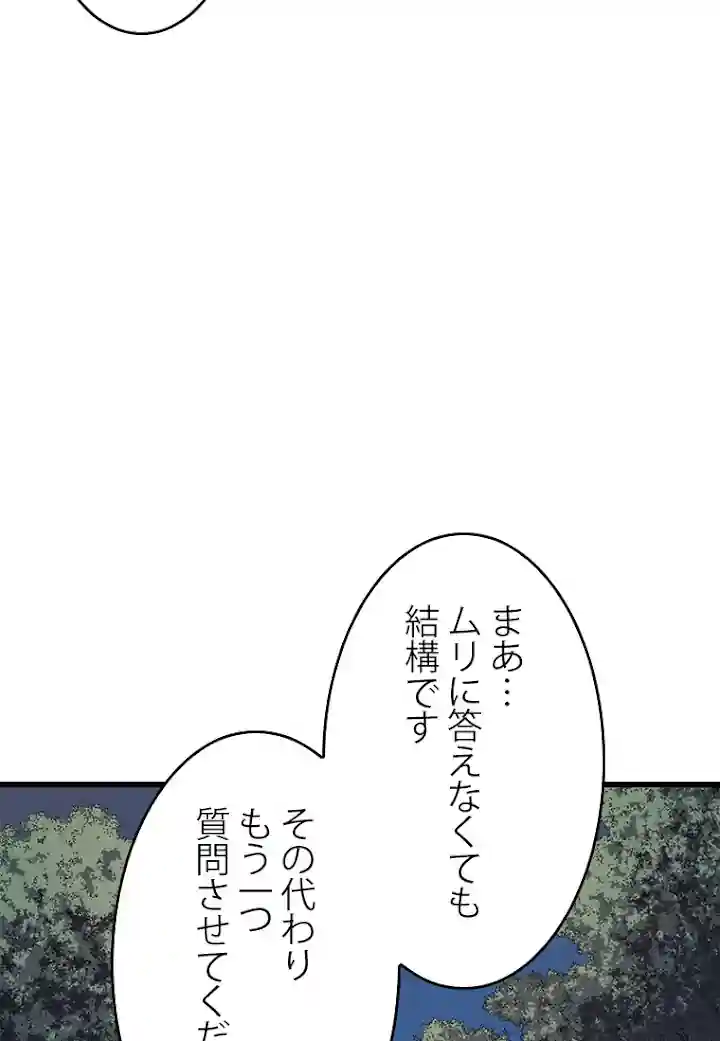 まあ…
ムリに答えなくても
結構です
その代わり
もう一つ
質問させてくだ